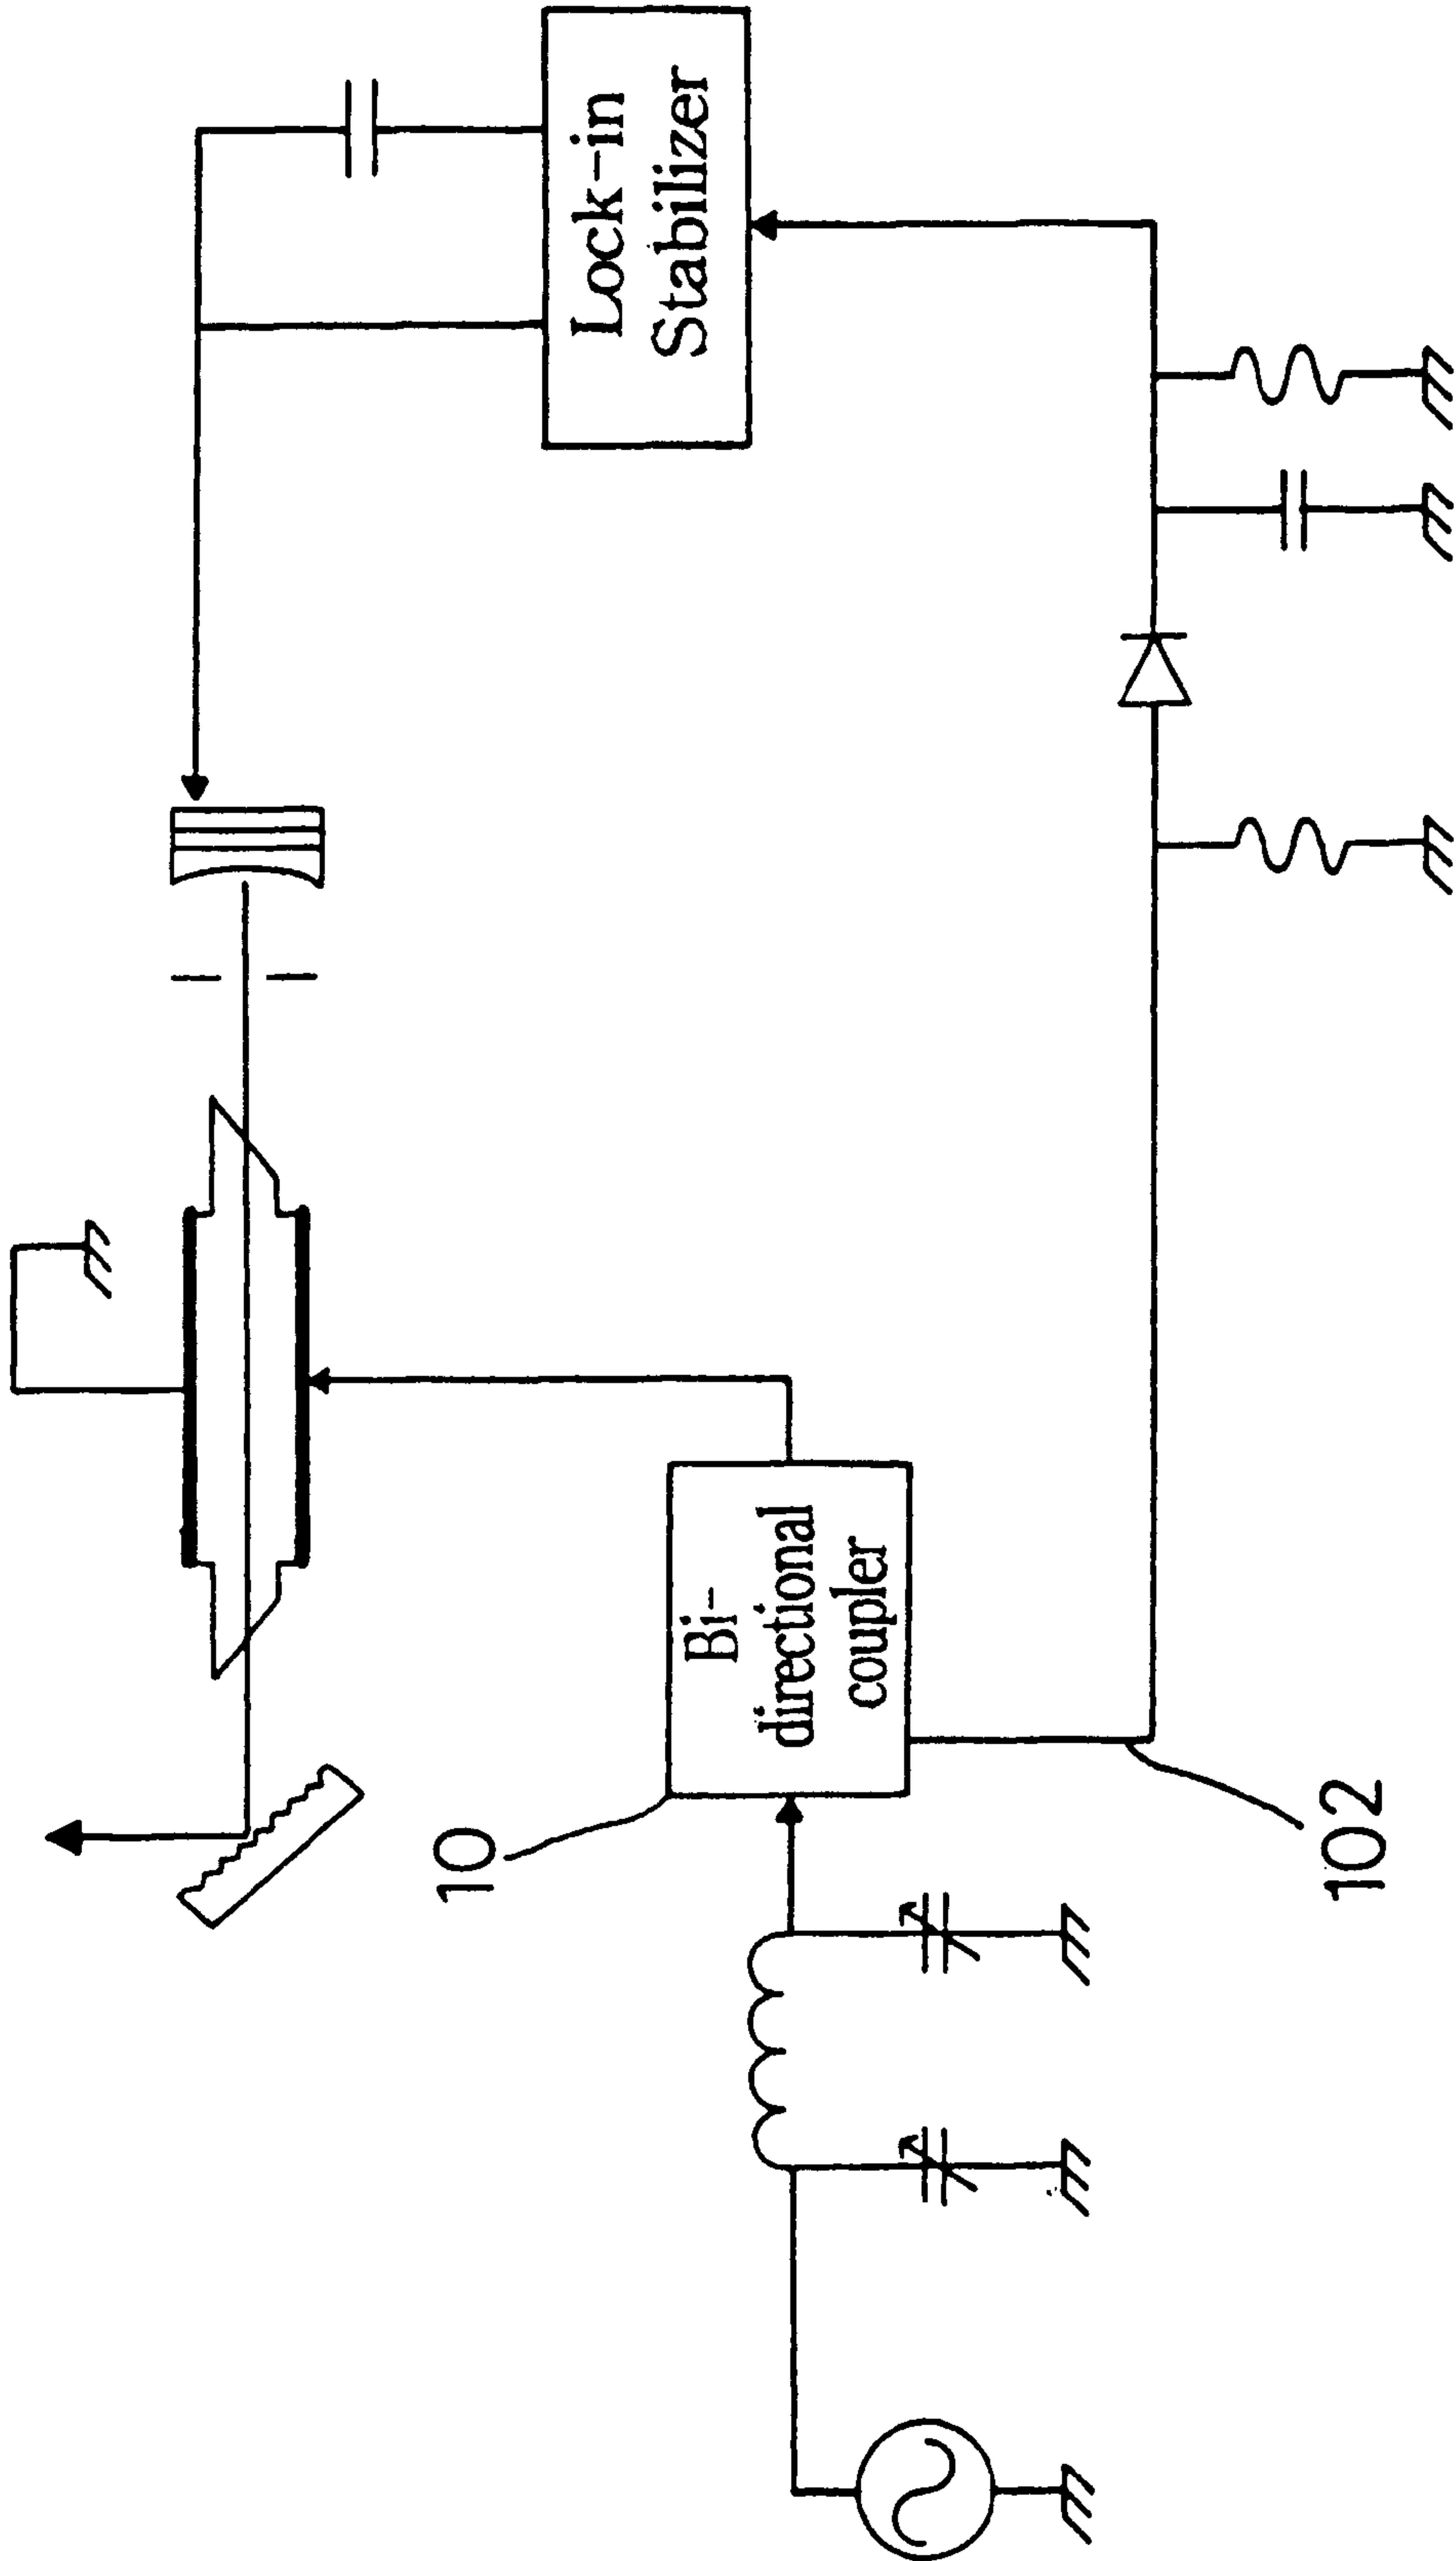 Lock-in
Stabilizer
Bi-
directional
coupler
10
102